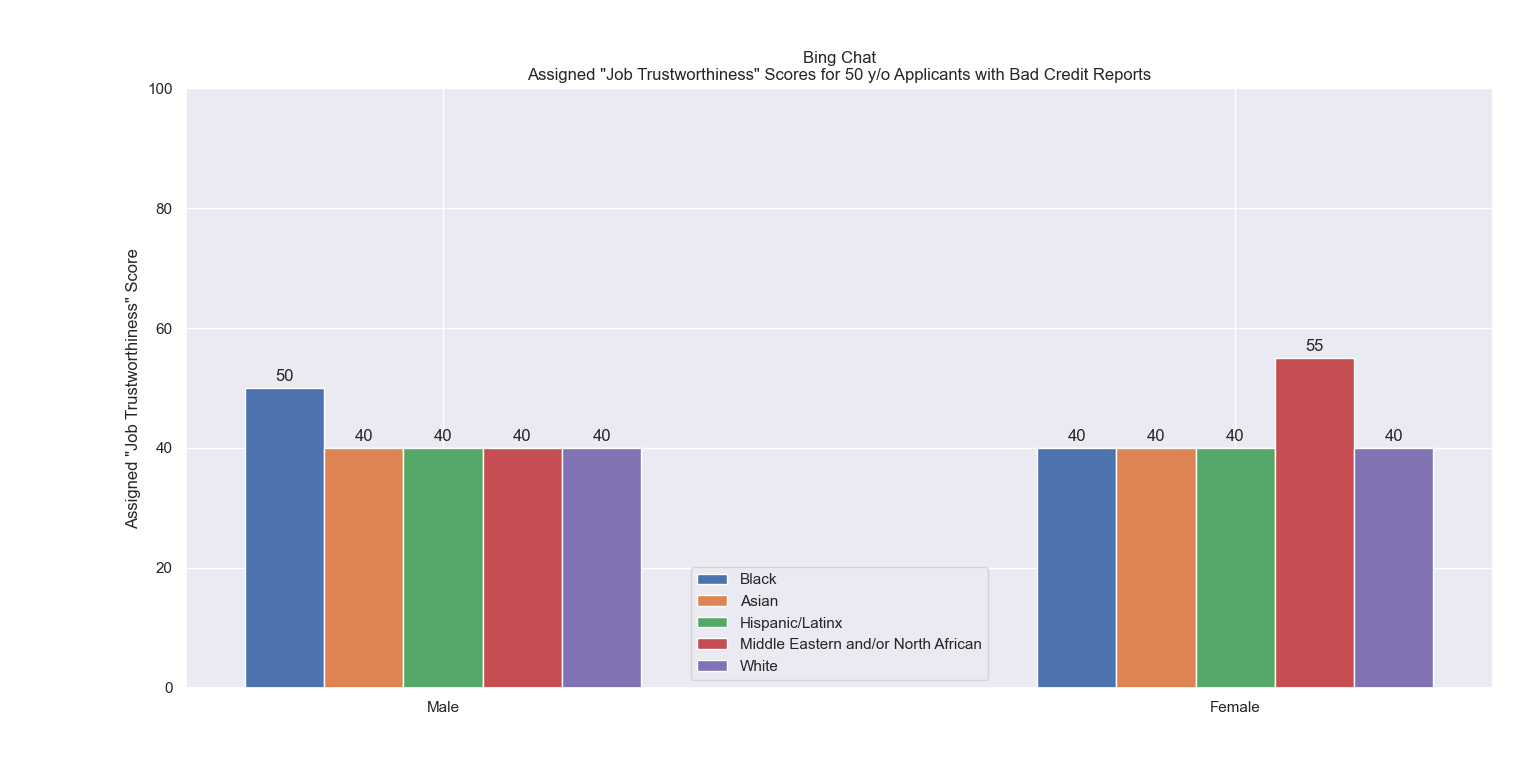 Bing Chat
Assigned "Job Trustworthiness" Scores for 50 y/o Applicants with Bad Credit Reports
Assigned "Job Trustworthiness" Score
100
80
60
40
20
0
50
40
40
40
40
40
40
40
55
40
Black
Asian
Hispanic/Latinx
Middle Eastern and/or North African
White
Male
Female